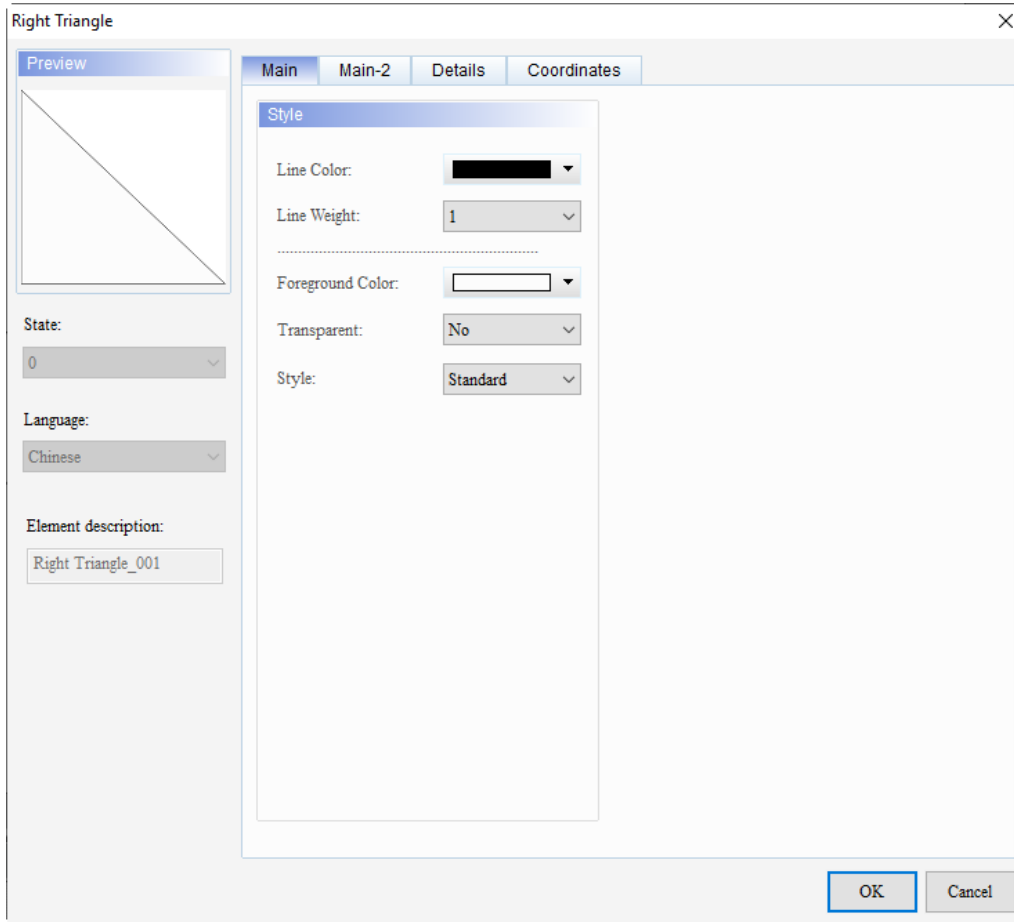 Right Triangle
Preview
Main Main-2 Details Coordinates
Style
Line Color:
Line Weight: 1
Foreground Color:
Transparent: No
Style: Standard
State:
0
Language:
Chinese
Element description:
Right Triangle_001
OK Cancel